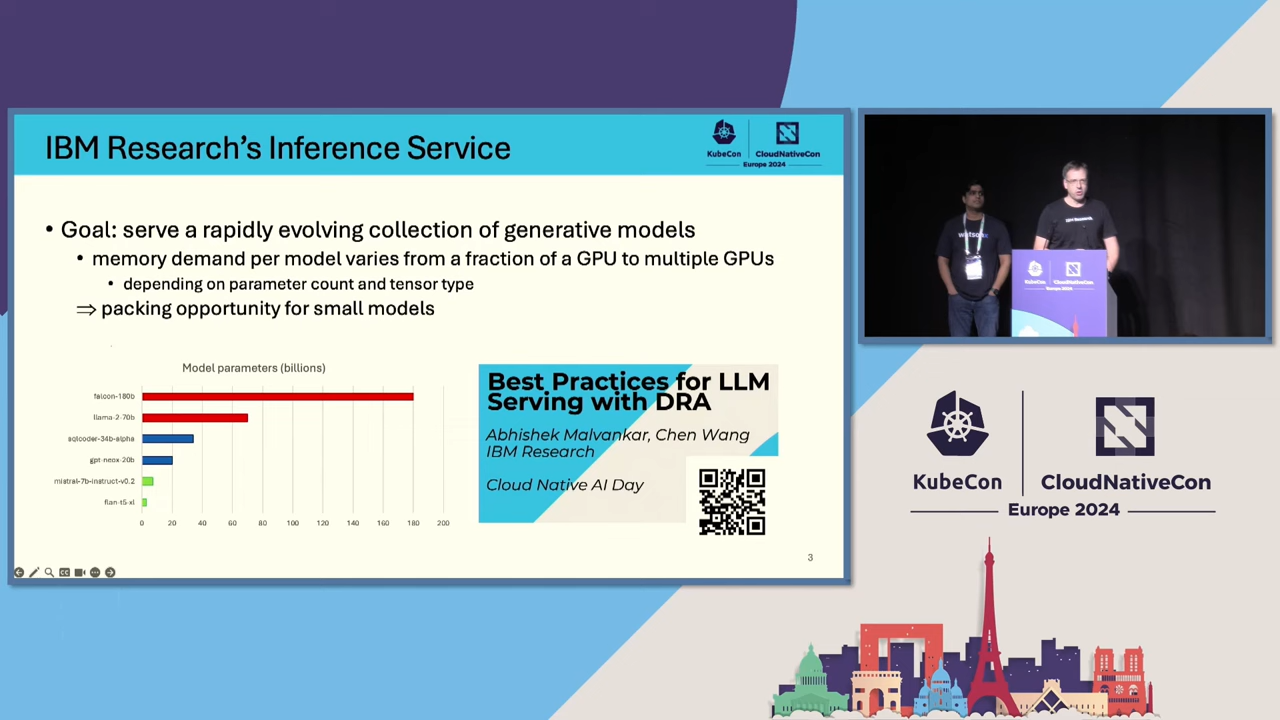 IBM Research's Inference Service
KubeCon
CloudNativeCon
Europe 2024
• Goal: serve a rapidly evolving collection of generative models
• memory demand per model varies from a fraction of a GPU to multiple GPUs
• depending on parameter count and tensor type
⇒ packing opportunity for small models
Model parameters (billions)
falcon-180b
llama-2-70b
sqlcoder-34b-alpha
gpt-neox-20b
mistral-7b-instruct-v0.2
flan-t5-xl
0 20 40 60 80 100 120 140 160 180 200
Best Practices for LLM
Serving with DRA
Abhishek Malvankar, Chen Wang
IBM Research
Cloud Native AI Day
3
watsonx
IBM Research
KubeCon
CloudNativeCon
Europe 2024